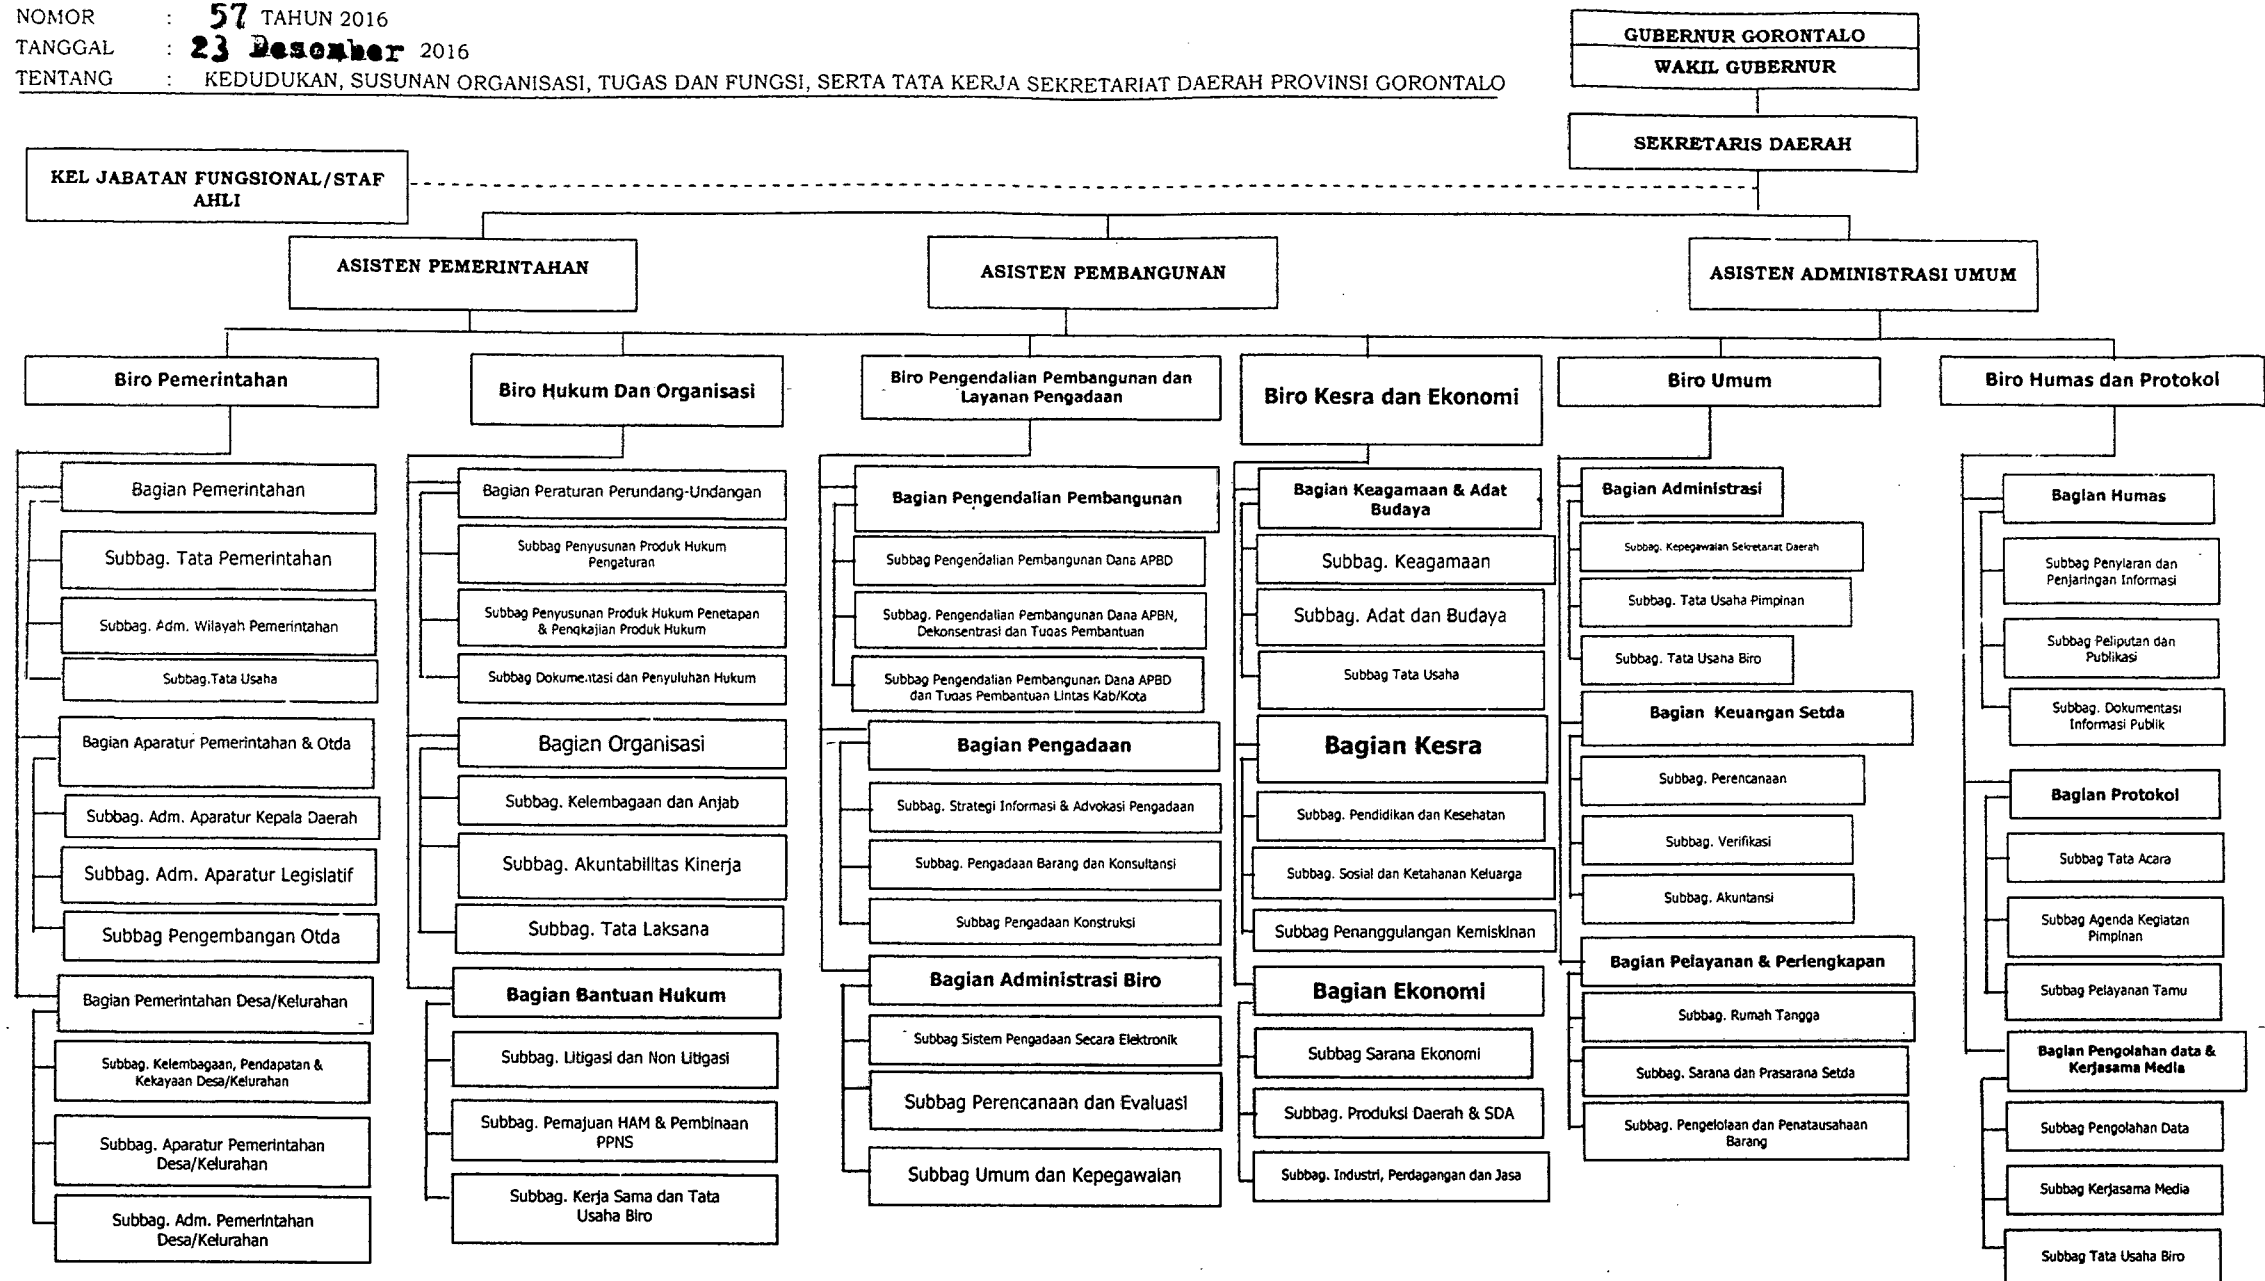 NOMOR : 57 TAHUN 2016
TANGGAL : 23 Desember 2016
TENTANG : KEDUDUKAN, SUSUNAN ORGANISASI, TUGAS DAN FUNGSI, SERTA TATA KERJA SEKRETARIAT DAERAH PROVINSI GORONTALO
GUBERNUR GORONTALO
WAKIL GUBERNUR
SEKRETARIS DAERAH
KEL JABATAN FUNGSIONAL/STAF
AHLI
ASISTEN PEMERINTAHAN
ASISTEN PEMBANGUNAN
ASISTEN ADMINISTRASI UMUM
Biro Pemerintahan
Bagian Pemerintahan
Subbag. Tata Pemerintahan
Subbag. Adm. Wilayah Pemerintahan
Subbag.Tata Usaha
Bagian Aparatur Pemerintahan & Otda
Subbag. Adm. Aparatur Kepala Daerah
Subbag. Adm. Aparatur Legislatif
Subbag Pengembangan Otda
Bagian Pemerintahan Desa/Kelurahan
Subbag. Kelembagaan, Pendapatan &
Kekayaan Desa/Kelurahan
Subbag. Aparatur Pemerintahan
Desa/Kelurahan
Subbag. Adm. Pemerintahan
Desa/Kelurahan
Biro Hukum Dan Organisasi
Bagian Peraturan Perundang-Undangan
Subbag Penyusunan Produk Hukum
Pengaturan
Subbag Penyusunan Produk Hukum Penetapan
& Pengkajian Produk Hukum
Subbag Dokumentasi dan Penyuluhan Hukum
Bagian Organisasi
Subbag. Kelembagaan dan Anjab
Subbag. Akuntabilitas Kinerja
Subbag. Tata Laksana
Bagian Bantuan Hukum
Subbag. Litigasi dan Non Litigasi
Subbag. Pemajuan HAM & Pembinaan
PPNS
Subbag. Kerja Sama dan Tata
Usaha Biro
Biro Pengendalian Pembangunan dan
Layanan Pengadaan
Bagian Pengendalian Pembangunan
Subbag Pengendalian Pembangunan Dana APBD
Subbag. Pengendalian Pembangunan Dana APBN,
Dekonsentrasi dan Tugas Pembantuan
Subbag Pengendalian Pembangunan Dana APBD
dan Tugas Pembantuan Lintas Kab/Kota
Bagian Pengadaan
Subbag. Strategi Informasi & Advokasi Pengadaan
Subbag. Pengadaan Barang dan Konsultansi
Subbag Pengadaan Konstruksi
Bagian Administrasi Biro
Subbag Sistem Pengadaan Secara Elektronik
Subbag Perencanaan dan Evaluasi
Subbag Umum dan Kepegawaian
Biro Kesra dan Ekonomi
Bagian Keagamaan & Adat
Budaya
Subbag. Keagamaan
Subbag. Adat dan Budaya
Subbag Tata Usaha
Bagian Kesra
Subbag. Pendidikan dan Kesehatan
Subbag. Sosial dan Ketahanan Keluarga
Subbag Penanggulangan Kemiskinan
Bagian Ekonomi
Subbag Sarana Ekonomi
Subbag. Produksi Daerah & SDA
Subbag. Industri, Perdagangan dan Jasa
Biro Umum
Bagian Administrasi
Subbag. Kepegawaian Sekretariat Daerah
Subbag. Tata Usaha Pimpinan
Subbag. Tata Usaha Biro
Bagian Keuangan Setda
Subbag. Perencanaan
Subbag. Verifikasi
Subbag. Akuntansi
Bagian Pelayanan & Perlengkapan
Subbag. Rumah Tangga
Subbag. Sarana dan Prasarana Setda
Subbag. Pengelolaan dan Penatausahaan
Barang
Biro Humas dan Protokol
Bagian Humas
Subbag Penyiaran dan
Penjaringan Informasi
Subbag Peliputan dan
Publikasi
Subbag. Dokumentasi
Informasi Publik
Bagian Protokol
Subbag Tata Acara
Subbag Agenda Kegiatan
Pimpinan
Subbag Pelayanan Tamu
Bagian Pengolahan data &
Kerjasama Media
Subbag Pengolahan Data
Subbag Kerjasama Media
Subbag Tata Usaha Biro